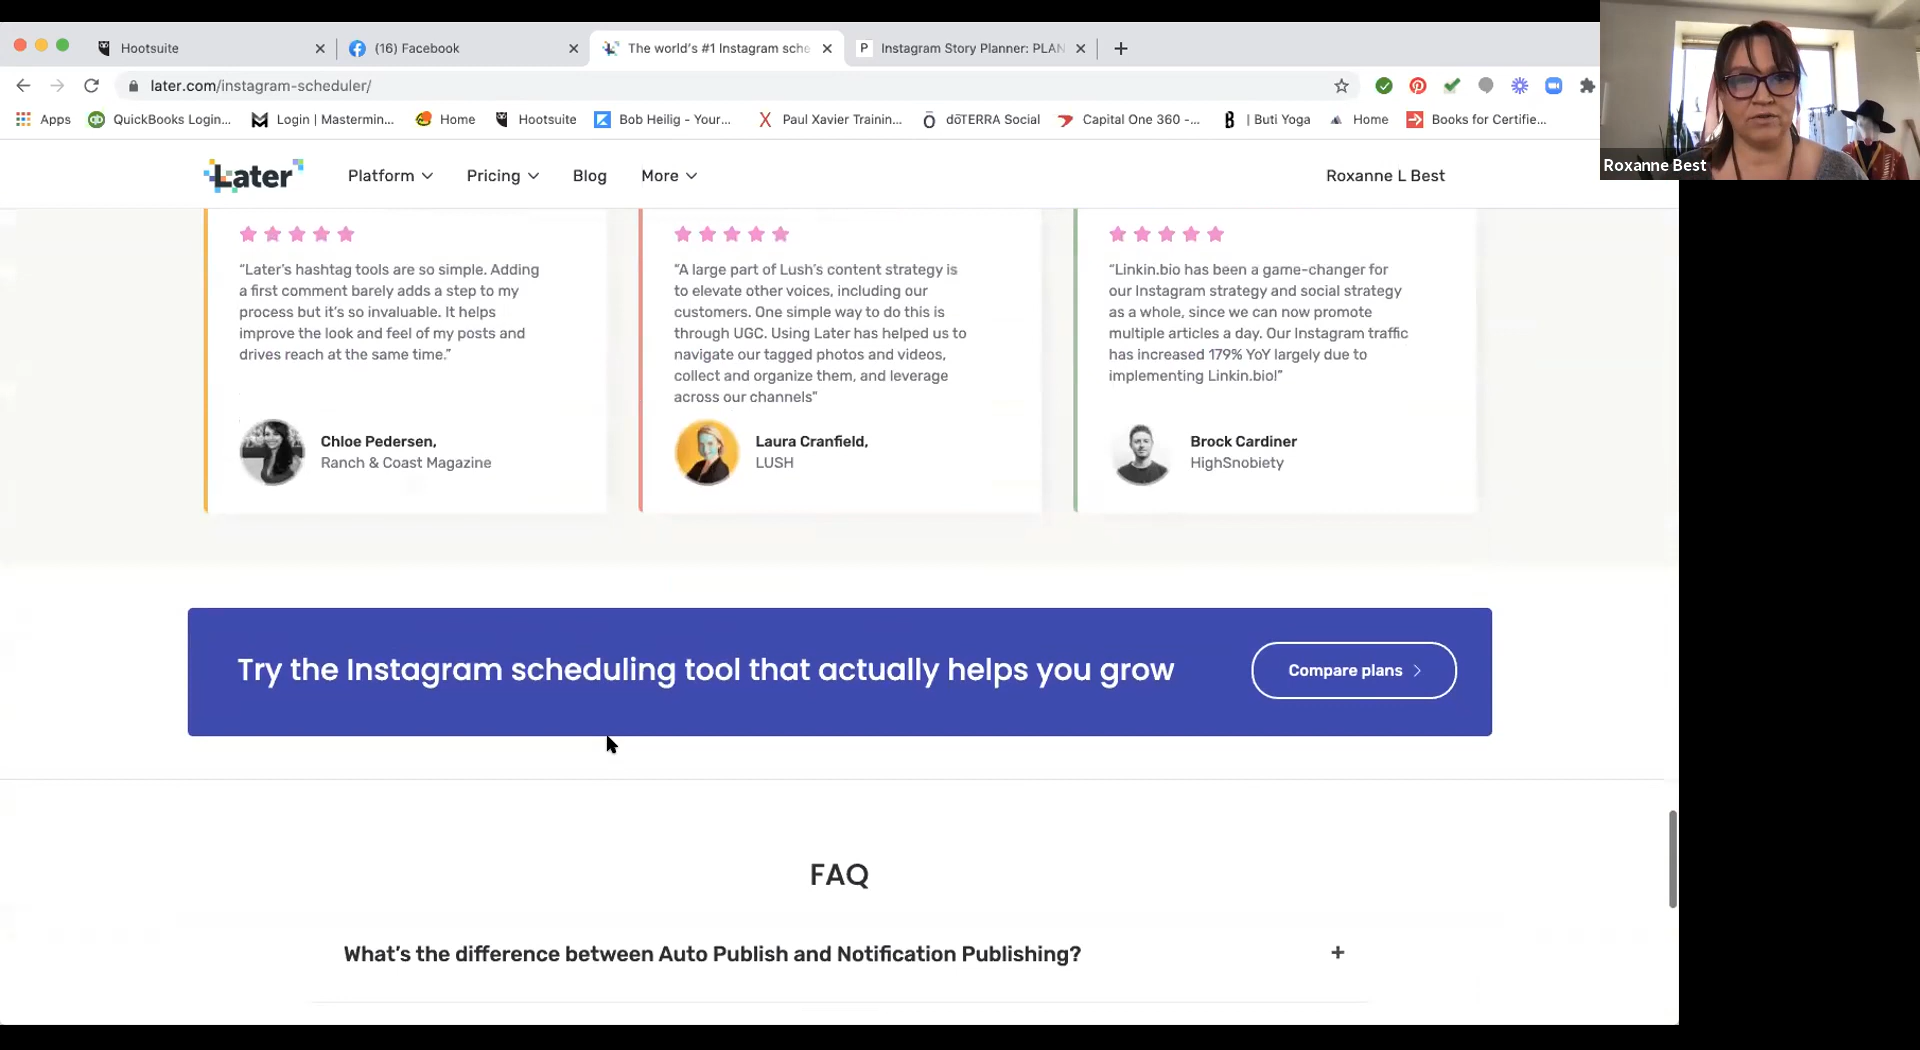 Hootsuite
(16) Facebook
The world's #1 Instagram sche
P
Instagram Story Planner: PLAN
later.com/instagram-scheduler/
Apps
QuickBooks Login...
Login | Mastermin...
Home
Hootsuite
Bob Heilig - Your...
Paul Xavier Trainin...
dōTERRA Social
Capital One 360 -...
| Buti Yoga
Home
Books for Certifie...
Roxanne Best
Later
Platform
Pricing
Blog
More
Roxanne L Best
“Later’s hashtag tools are so simple. Adding
a first comment barely adds a step to my
process but it’s so invaluable. It helps
improve the look and feel of my posts and
drives reach at the same time.”
Chloe Pedersen,
Ranch & Coast Magazine
“A large part of Lush’s content strategy is
to elevate other voices, including our
customers. One simple way to do this is
through UGC. Using Later has helped us to
navigate our tagged photos and videos,
collect and organize them, and leverage
across our channels"
Laura Cranfield,
LUSH
“Linkin.bio has been a game-changer for
our Instagram strategy and social strategy
as a whole, since we can now promote
multiple articles a day. Our Instagram traffic
has increased 179% YoY largely due to
implementing Linkin.bio!”
Brock Cardiner
HighSnobiety
Try the Instagram scheduling tool that actually helps you grow
Compare plans
FAQ
What’s the difference between Auto Publish and Notification Publishing?